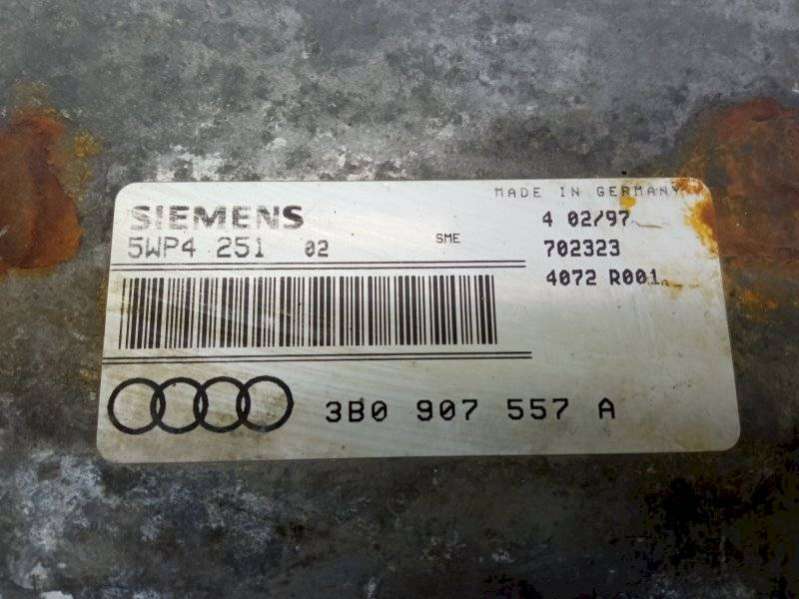 MADE IN GERMANY
SIEMENS
4 02/97
5WP4 251 02 SME
702323
4072 R001
3B0 907 557 A